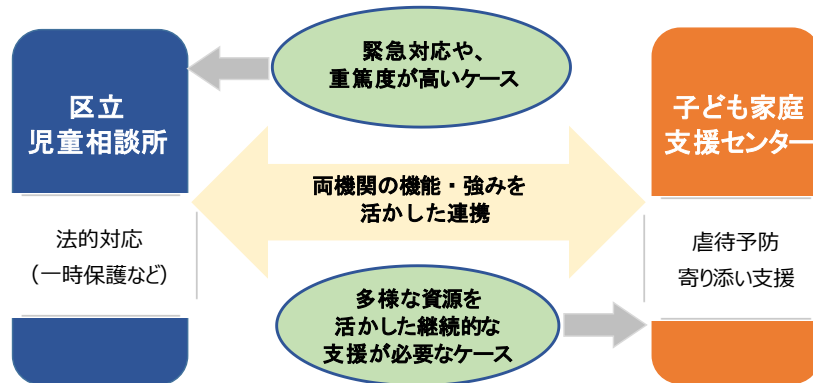 緊急対応や、
重篤度が高いケース
区立
児童相談所
子ども家庭
支援センター
両機関の機能・強みを
活かした連携
法的対応
(一時保護など)
虐待予防
寄り添い支援
多様な資源を
活かした継続的な
支援が必要なケース